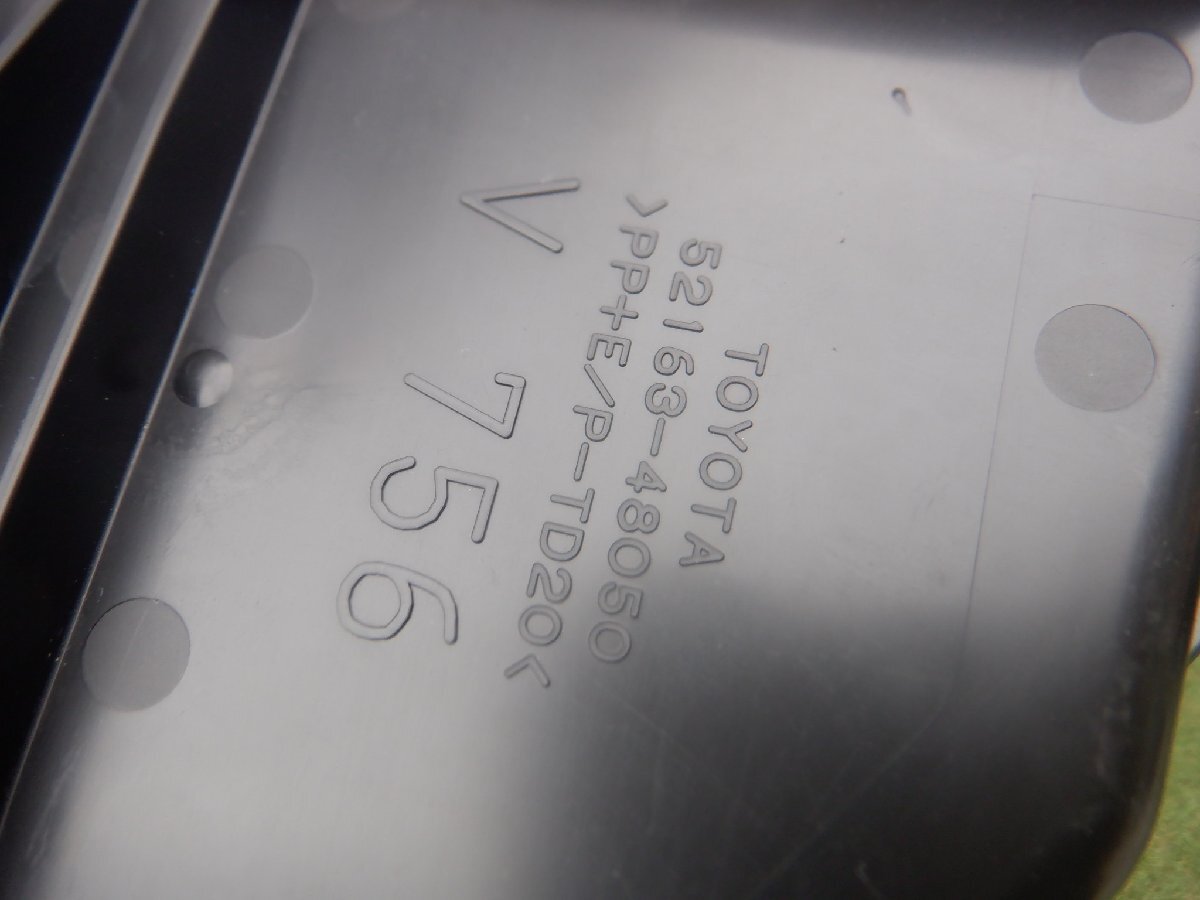 TOYOTA
52163-48050
>PP+E/P-TD20<
V 756